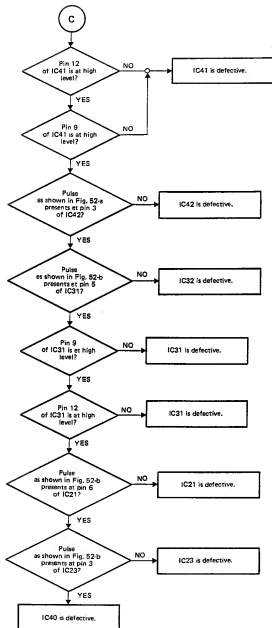 C
Pin 12
of IC41 is at high
level?
NO
IC41 is defective.
YES
Pin 9
of IC41 is at high
level?
NO
YES
Pulse
as shown in Fig. 52-a
presents at pin 3
of IC42?
NO
IC42 is defective.
YES
Pulse
as shown in Fig. 52-b
presents at pin 5
of IC31?
NO
IC32 is defective.
YES
Pin 9
of IC31 is at high
level?
NO
IC31 is defective.
YES
Pin 12
of IC31 is at high
level?
NO
IC31 is defective.
YES
Pulse
as shown in Fig. 52-b
presents at pin 6
of IC21?
NO
IC21 is defective.
YES
Pulse
as shown in Fig. 52-b
presents at pin 3
of IC23?
NO
IC23 is defective.
YES
IC40 is defective.